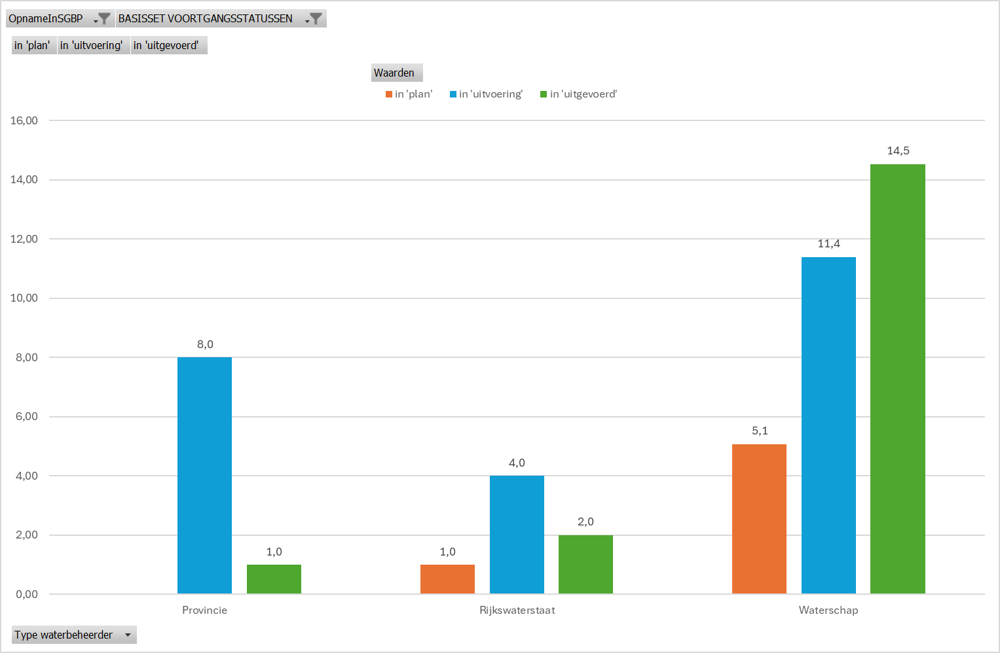 OpnameInSGBP BASISSET VOORTGANGSSTATUSSEN
in 'plan' in 'uitvoering' in 'uitgevoerd'
Waarden
in 'plan' in 'uitvoering' in 'uitgevoerd'
16,00
14,5
14,00
12,00
11,4
10,00
8,0
8,00
6,00
5,1
4,00
4,0
2,00
2,0
1,0
1,0
0,00
Provincie Rijkswaterstaat Waterschap
Type waterbeheerder